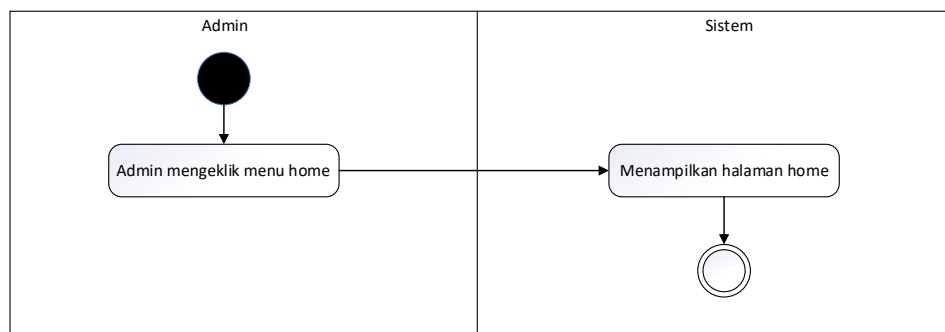 Admin
Sistem
Admin mengeklik menu home
Menampilkan halaman home